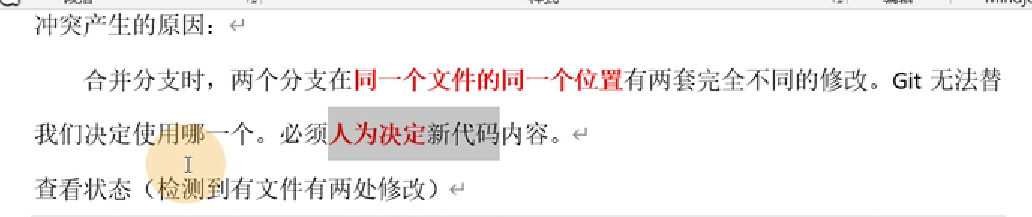 冲突产生的原因：
合并分支时，两个分支在同一个文件的同一个位置有两套完全不同的修改。Git 无法替
我们决定使用哪一个。必须人为决定新代码内容。
查看状态（检测到有文件有两处修改）